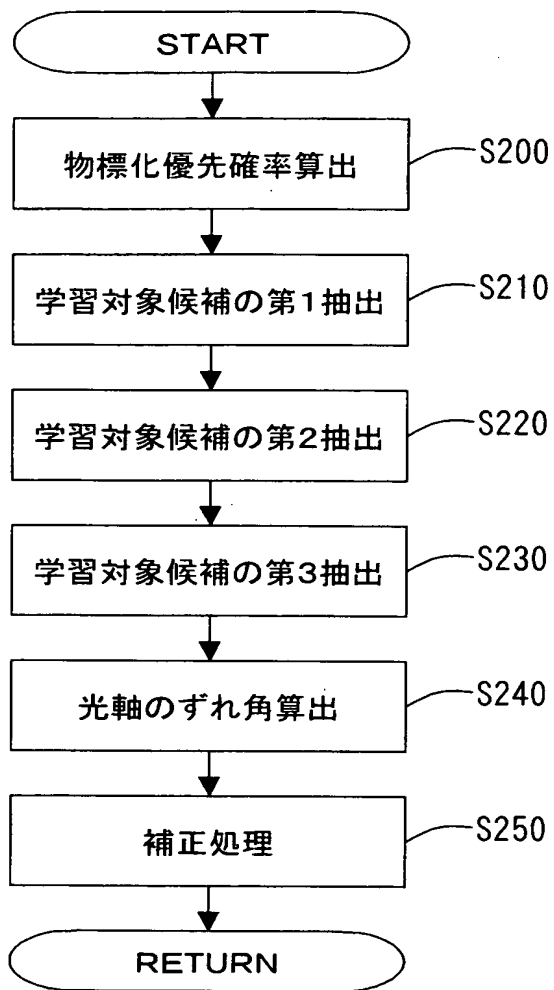 START
物標化優先確率算出
S200
学習対象候補の第1抽出
S210
学習対象候補の第2抽出
S220
学習対象候補の第3抽出
S230
光軸のずれ角算出
S240
補正処理
S250
RETURN